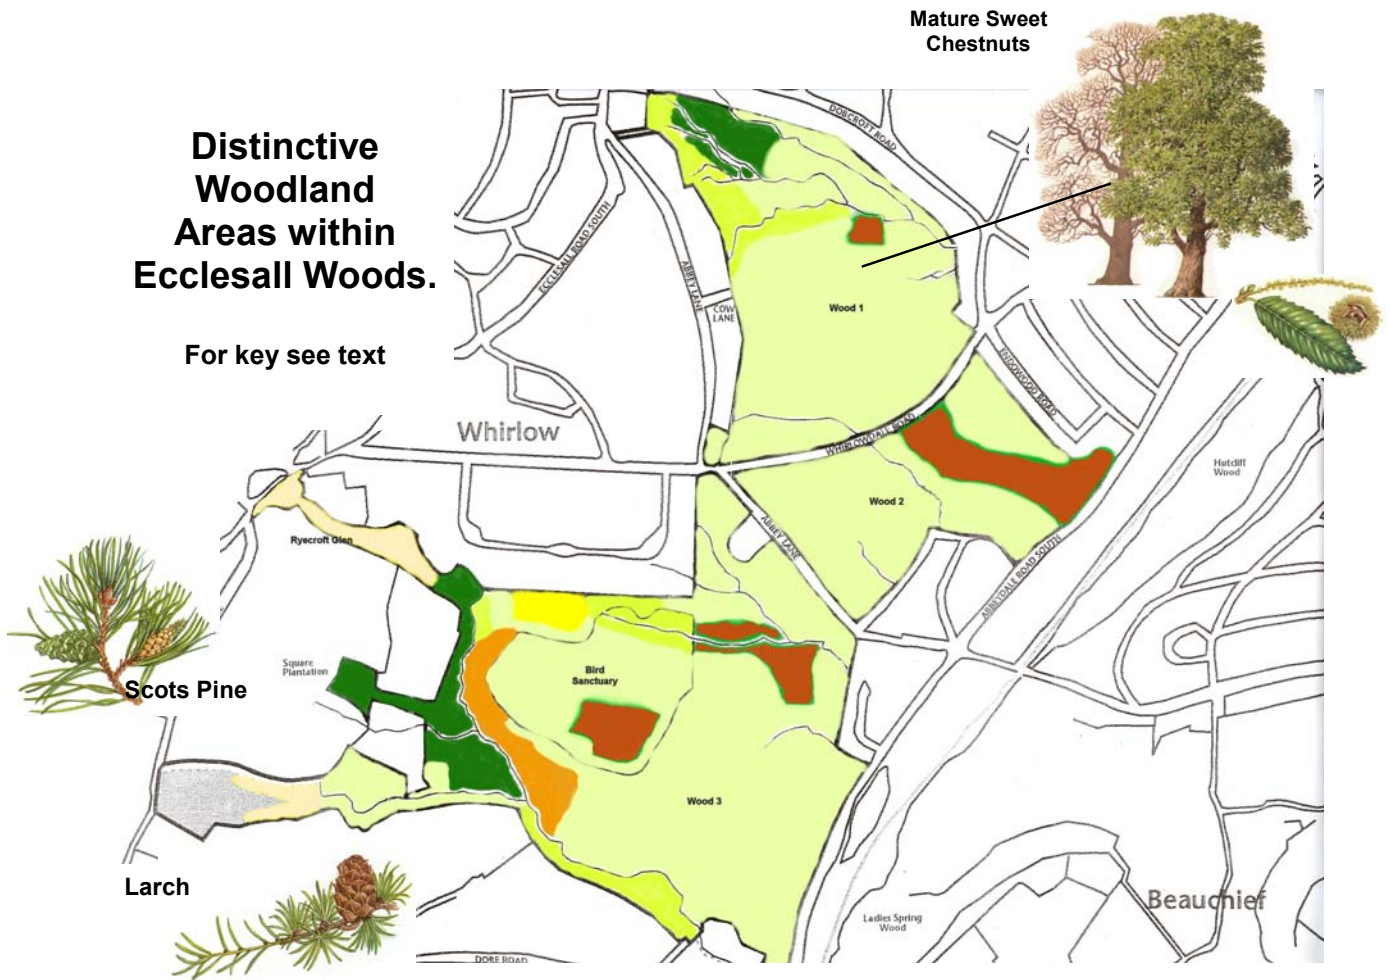 Mature Sweet
Chestnuts
Distinctive
Woodland
Areas within
Ecclesall Woods.
For key see text
DOBCROFT ROAD
ECCLESALL ROAD SOUTH
ABBEY LANE
COW
LANE
Wood 1
ENDOWOOD ROAD
WHIRLOWDALE ROAD
Whirlow
Hutcliff
Wood
Wood 2
ABBEY LANE
Ryecroft Glen
ABBEYDALE ROAD SOUTH
Square
Plantation
Bird
Sanctuary
Scots Pine
Wood 3
Larch
Ladies Spring
Wood
Beauchief
DORE ROAD